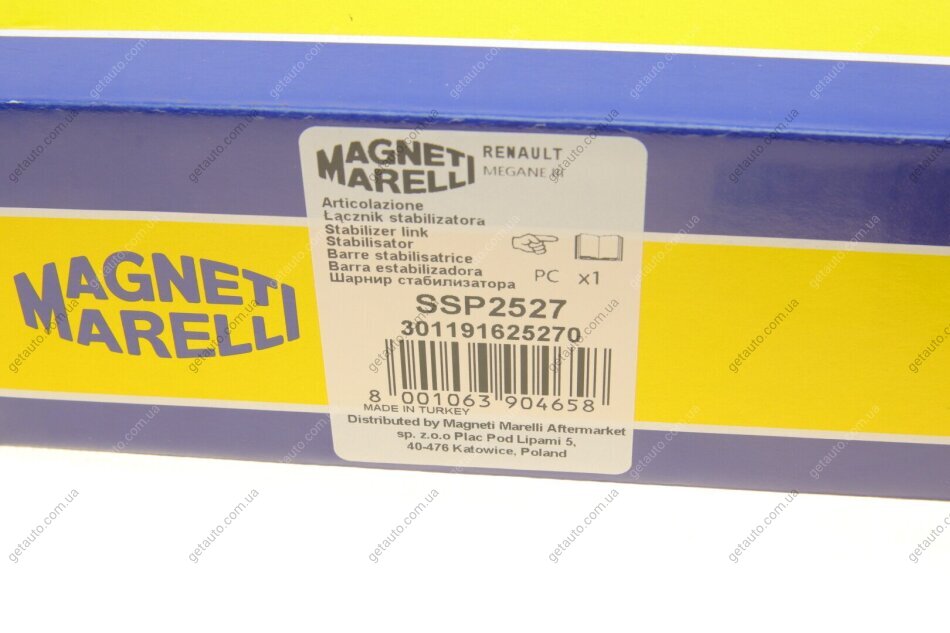 MAGNETI
MARELLI
MAGNETI
MARELLI
RENAULT
MEGANE III
Articolazione
Łącznik stabilizatora
Stabilizer link
Stabilisator
Barre stabilisatrice
Barra estabilizadora
Шарнир стабилизатора
PC x1
SSP2527
301191625270
8 001063 904658
MADE IN TURKEY
Distributed by Magneti Marelli Aftermarket
sp. z.o.o Plac Pod Lipami 5,
40-476 Katowice, Poland
getauto.com.ua